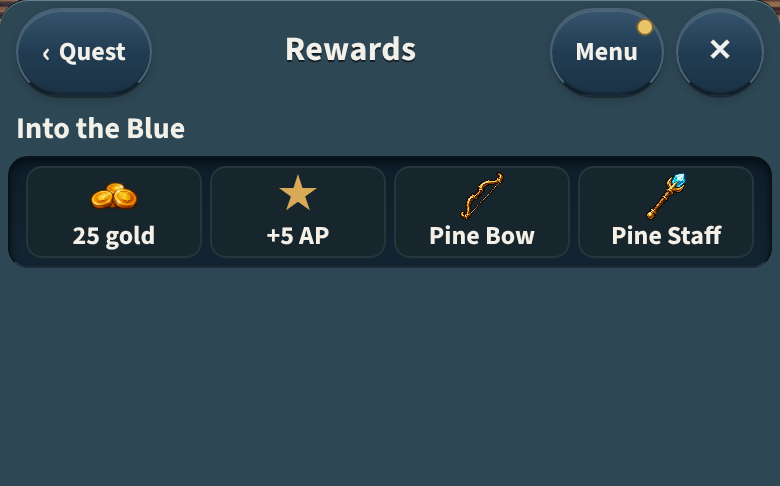 ‹ Quest
Rewards
Menu
✕
Into the Blue
25 gold
+5 AP
Pine Bow
Pine Staff